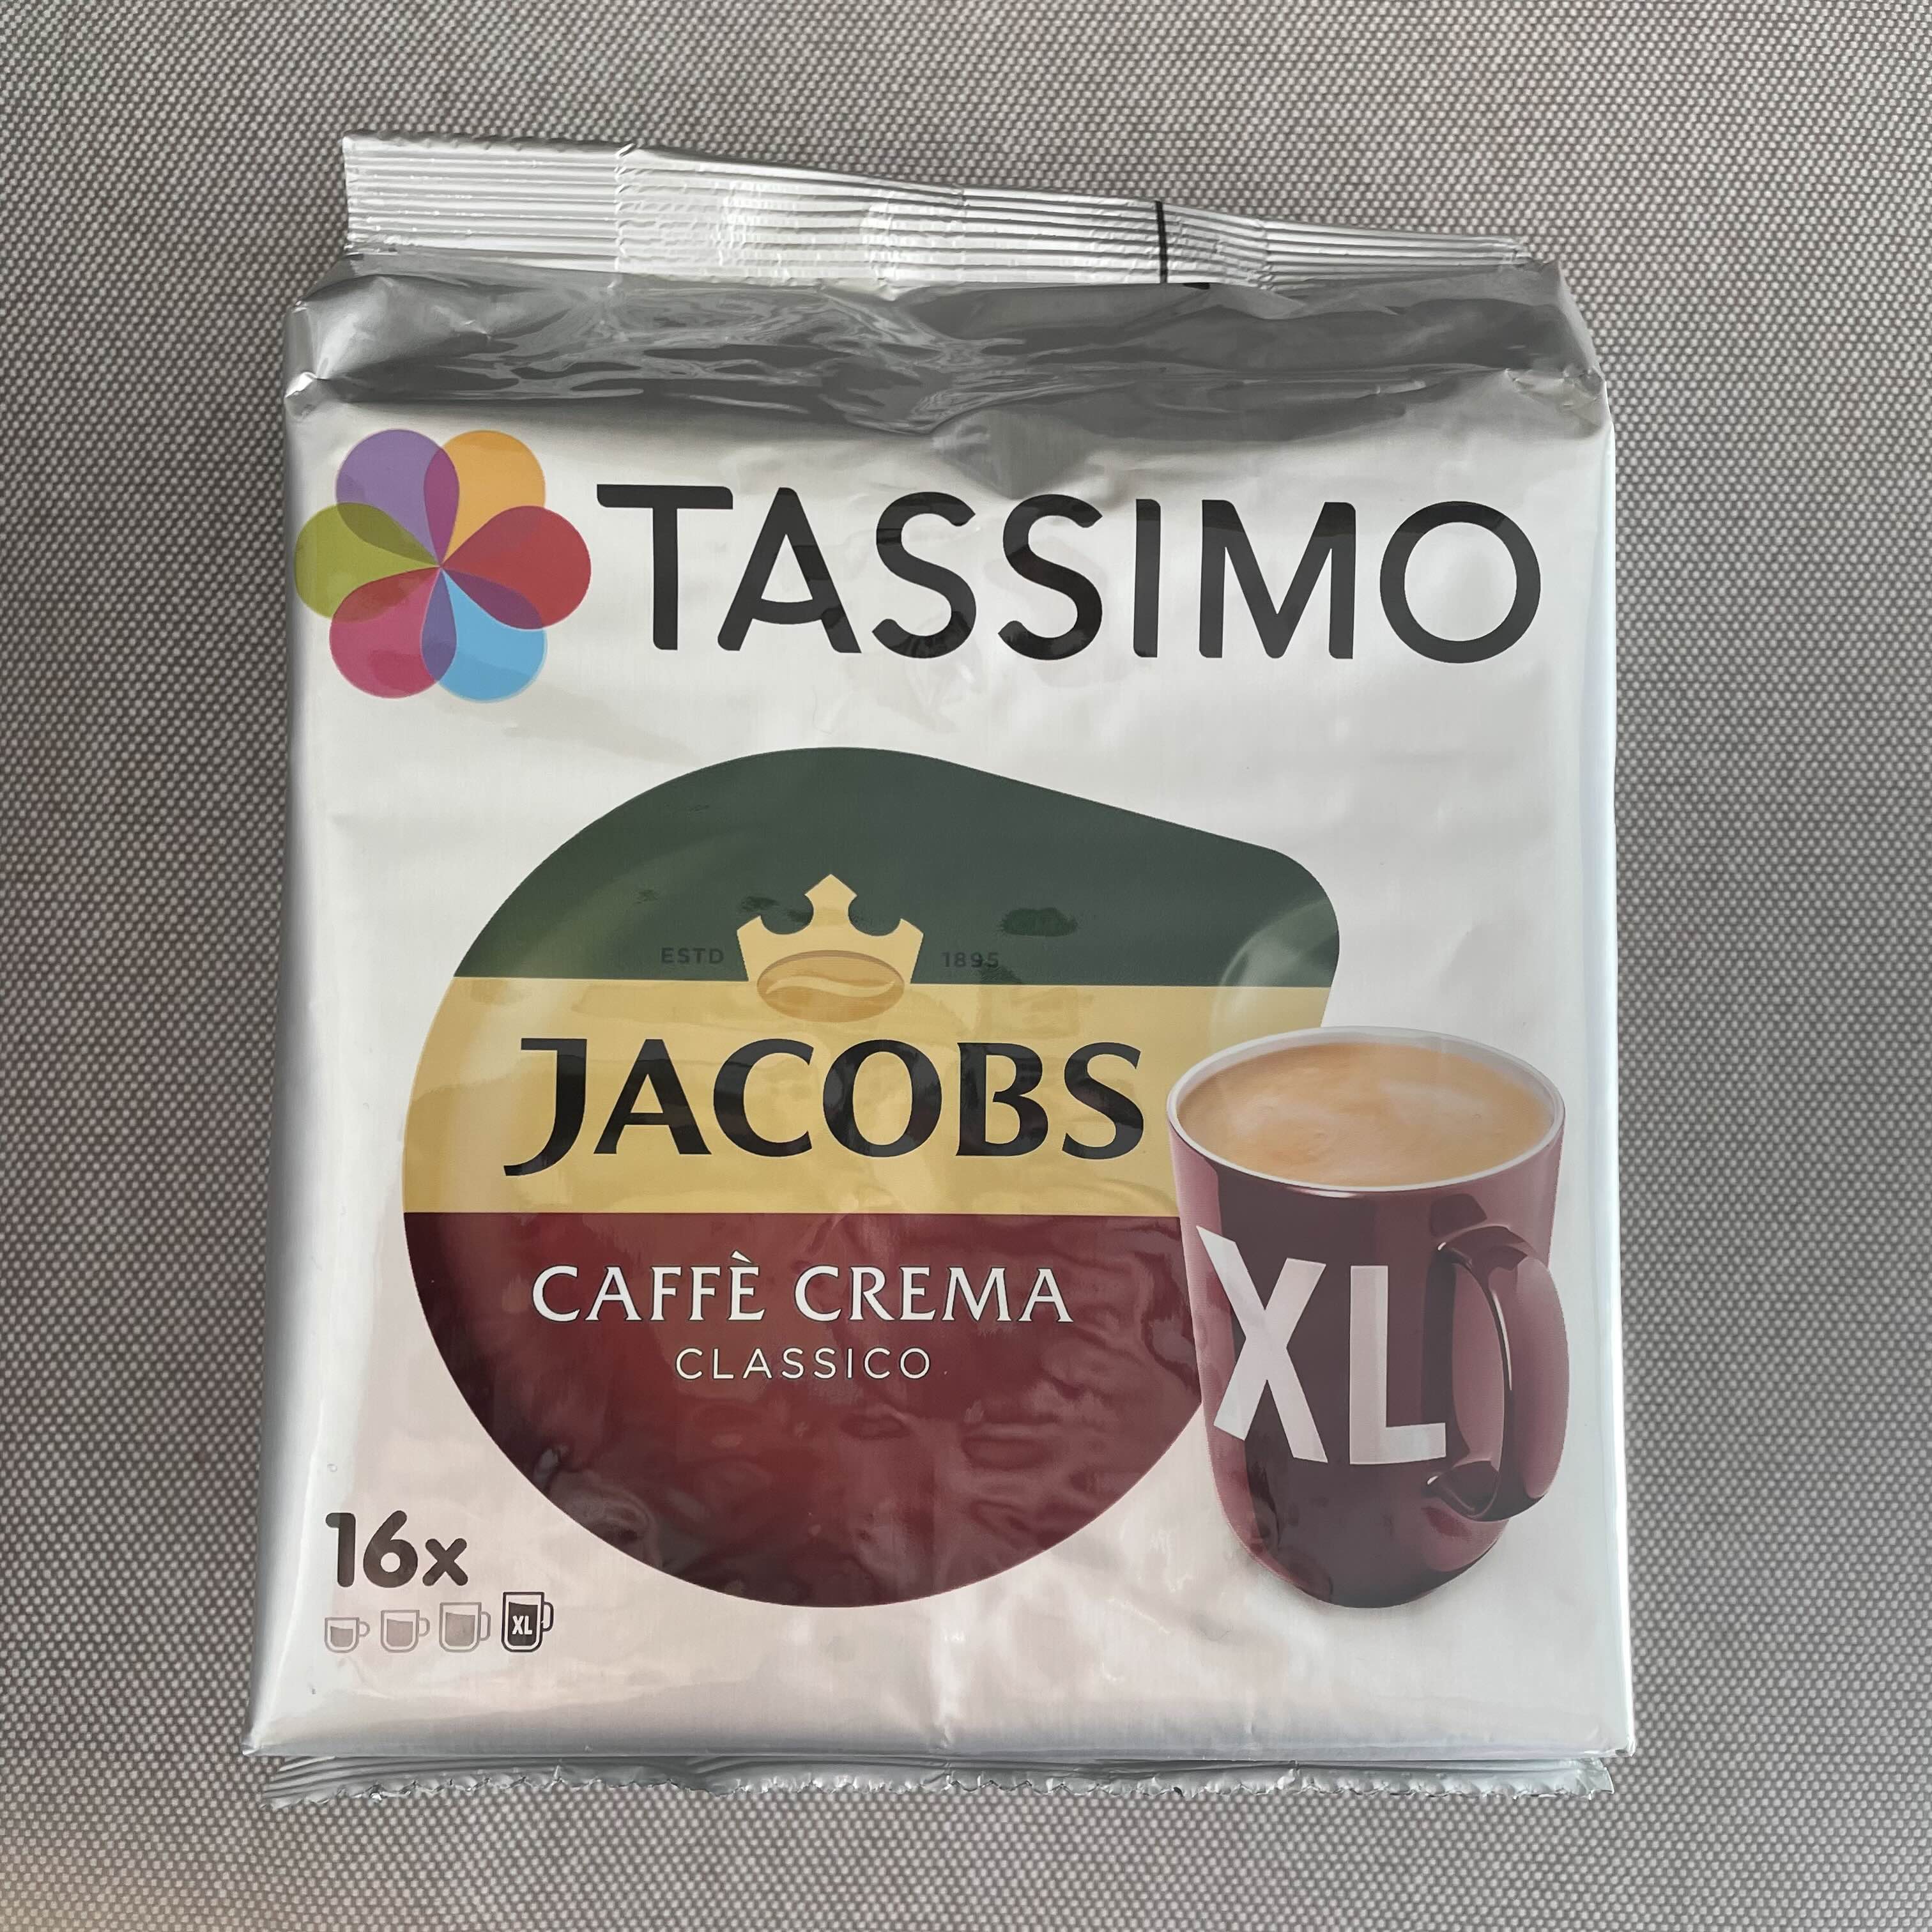 TASSIMO
ESTD 1895
JACOBS
CAFFÈ CREMA
CLASSICO
XL
16x
XL